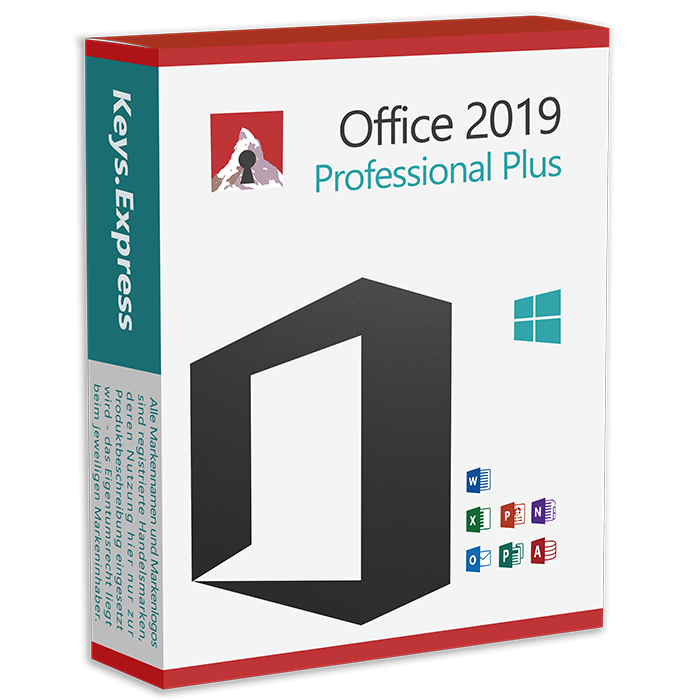 Office 2019
Professional Plus
Keys.Express
Alle Markennamen und Markenlogos
sind registrierte Handelsmarken,
deren Nutzung hier nur zur
Produktbeschreibung eingesetzt
wird - das Eigentumsrecht liegt
beim jeweiligen Markeninhaber.
W
X P N
O P A